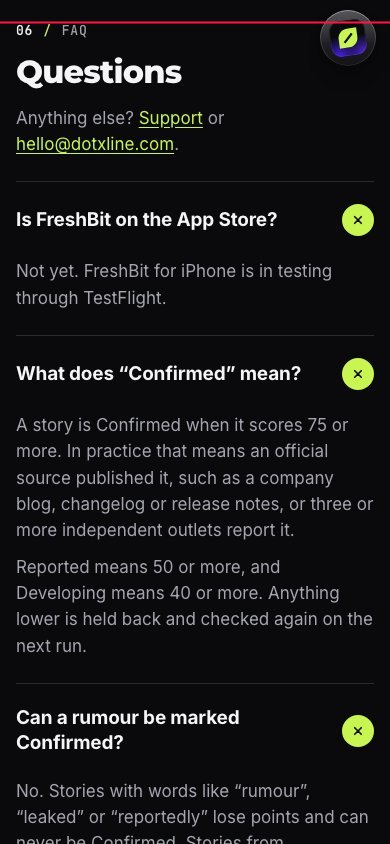 06 / FAQ
Questions
Anything else? Support or
hello@dotxline.com.
Is FreshBit on the App Store?
Not yet. FreshBit for iPhone is in testing
through TestFlight.
What does “Confirmed” mean?
A story is Confirmed when it scores 75 or
more. In practice that means an official
source published it, such as a company
blog, changelog or release notes, or three or
more independent outlets report it.
Reported means 50 or more, and
Developing means 40 or more. Anything
lower is held back and checked again on the
next run.
Can a rumour be marked
Confirmed?
No. Stories with words like “rumour”,
“leaked” or “reportedly” lose points and can
never be Confirmed. Stories from